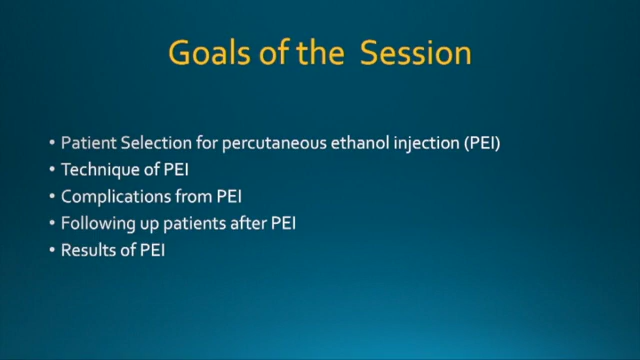 Goals of the Session
• Patient Selection for percutaneous ethanol injection (PEI)
• Technique of PEI
• Complications from PEI
• Following up patients after PEI
• Results of PEI